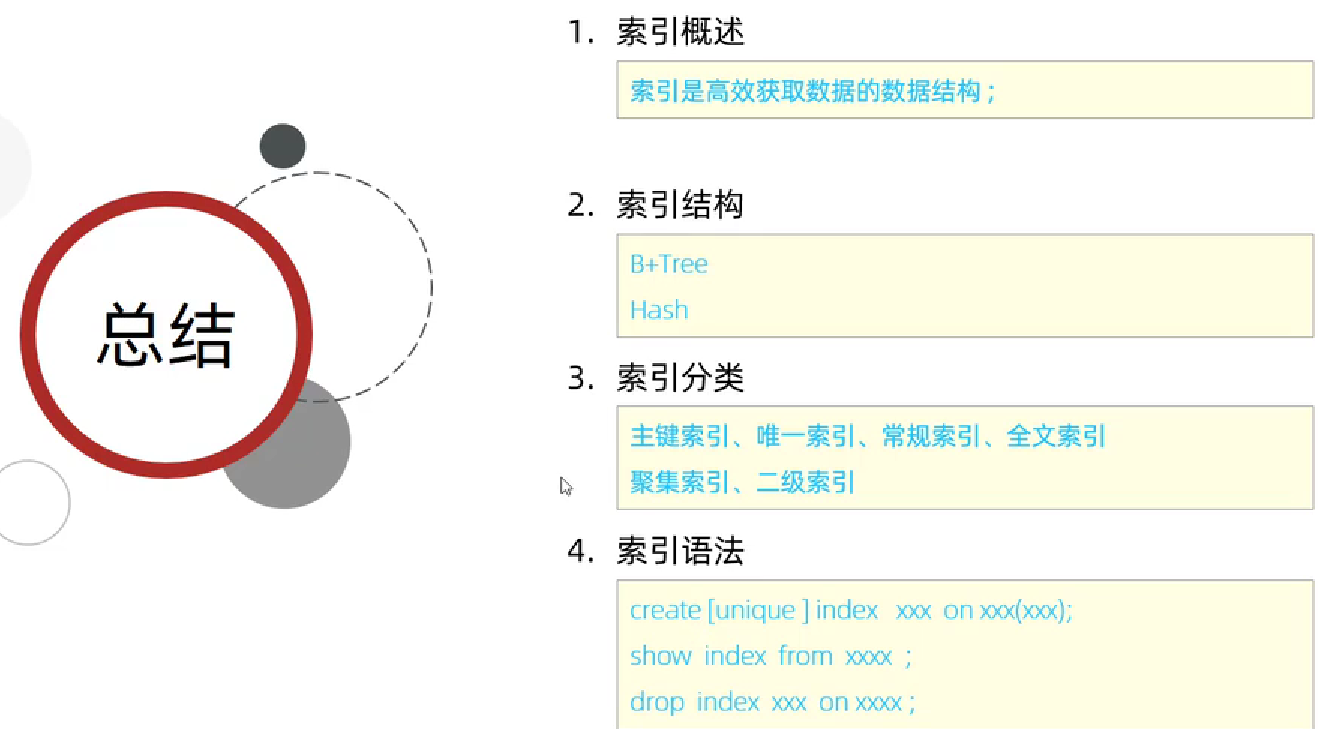 总结
1. 索引概述
索引是高效获取数据的数据结构 ;
2. 索引结构
B+Tree
Hash
3. 索引分类
主键索引、唯一索引、常规索引、全文索引
聚集索引、二级索引
4. 索引语法
create [unique ] index xxx on xxx(xxx);
show index from xxxx ;
drop index xxx on xxxx ;